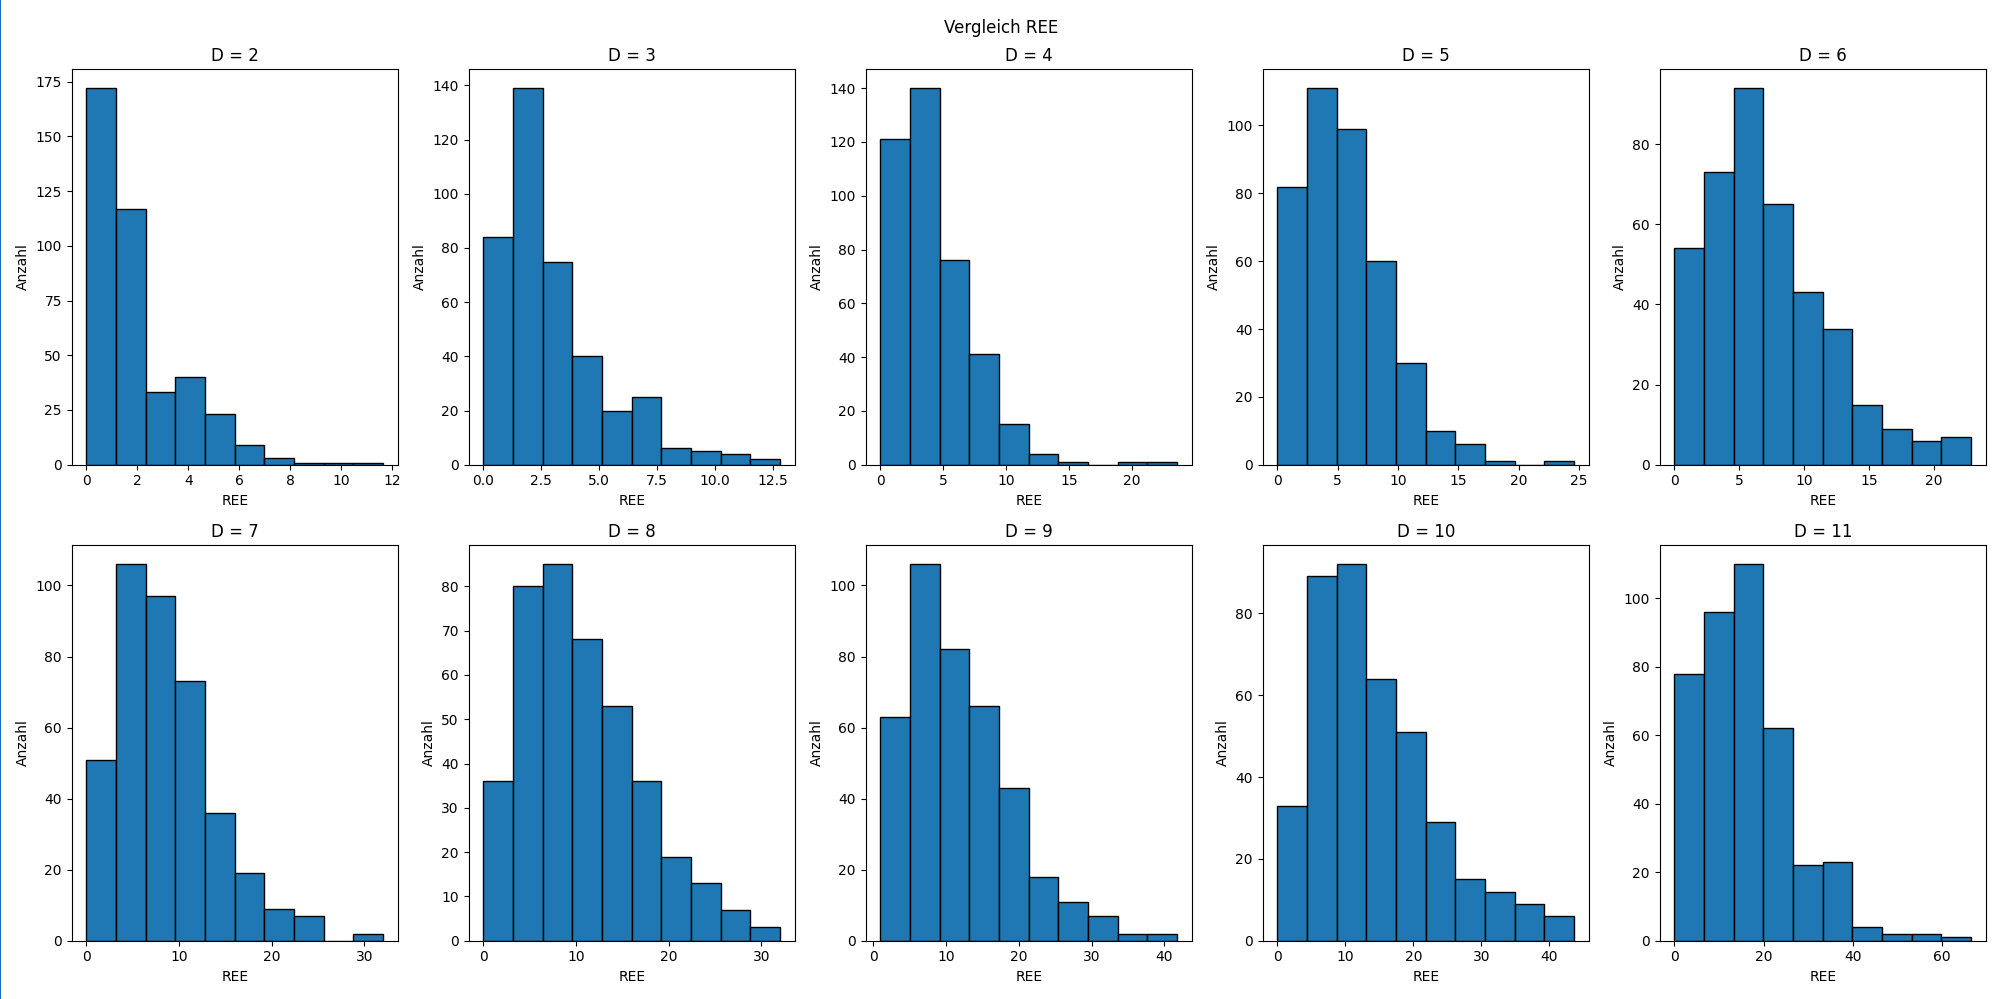 Vergleich REE
D = 2
D = 3
D = 4
D = 5
D = 6
175
150
125
100
75
50
25
0
Anzahl
0 2 4 6 8 10 12
REE
140
120
100
80
60
40
20
0
Anzahl
0.0 2.5 5.0 7.5 10.0 12.5
REE
140
120
100
80
60
40
20
0
Anzahl
0 5 10 15 20
REE
100
80
60
40
20
0
Anzahl
0 5 10 15 20 25
REE
80
60
40
20
0
Anzahl
0 5 10 15 20
REE
D = 7
D = 8
D = 9
D = 10
D = 11
100
80
60
40
20
0
Anzahl
0 10 20 30
REE
80
70
60
50
40
30
20
10
0
Anzahl
0 10 20 30
REE
100
80
60
40
20
0
Anzahl
0 10 20 30 40
REE
80
60
40
20
0
Anzahl
0 10 20 30 40
REE
100
80
60
40
20
0
Anzahl
0 20 40 60
REE